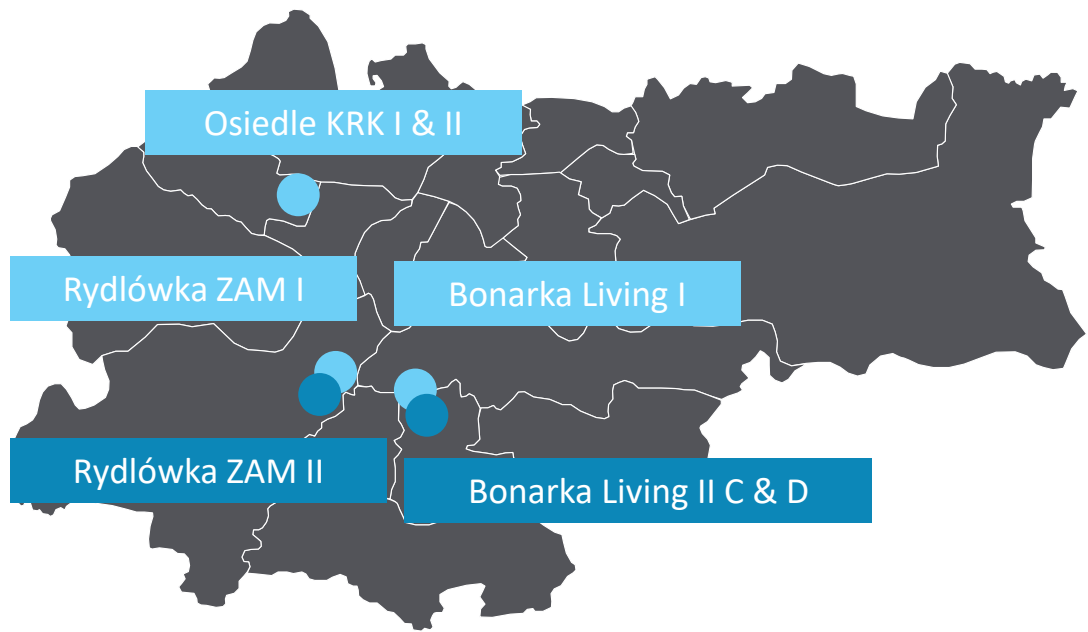 Osiedle KRK I & II
Rydlówka ZAM I
Bonarka Living I
Rydlówka ZAM II
Bonarka Living II C & D